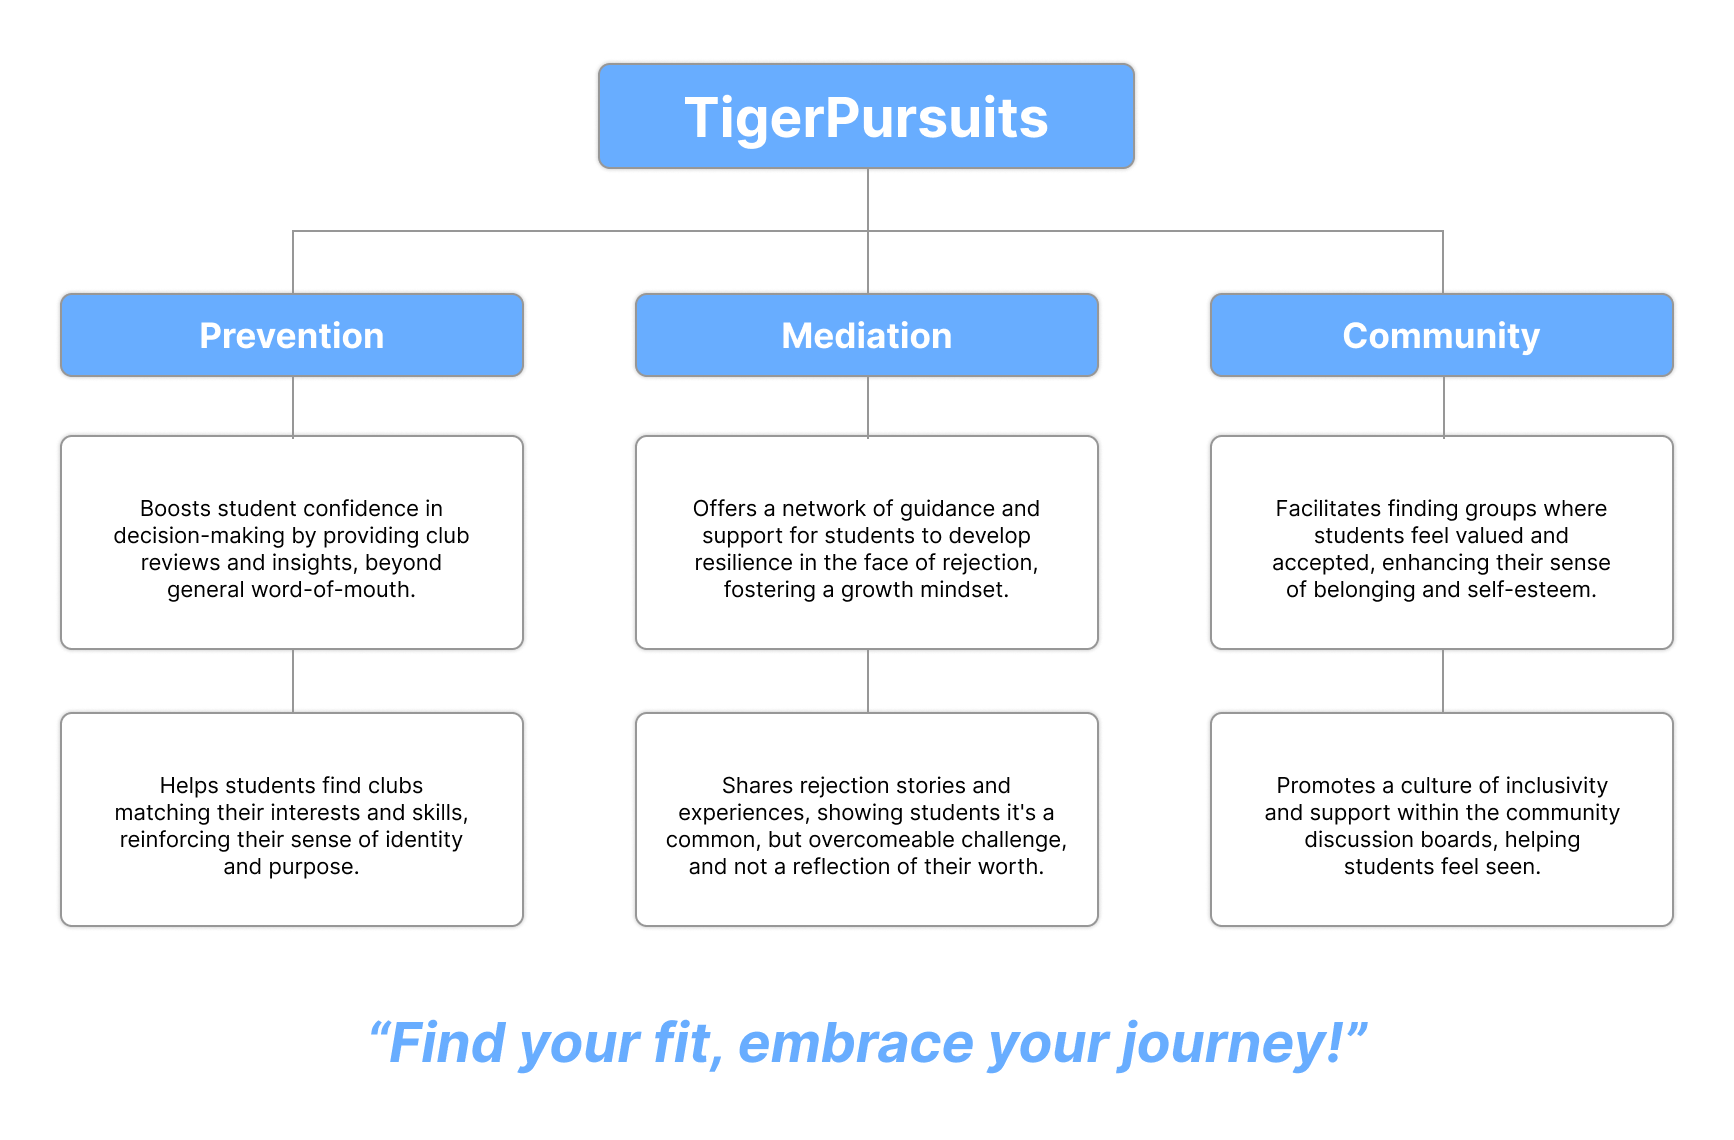 TigerPursuits
Prevention
Mediation
Community
Boosts student confidence in
decision-making by providing club
reviews and insights, beyond
general word-of-mouth.
Offers a network of guidance and
support for students to develop
resilience in the face of rejection,
fostering a growth mindset.
Facilitates finding groups where
students feel valued and
accepted, enhancing their sense
of belonging and self-esteem.
Helps students find clubs
matching their interests and skills,
reinforcing their sense of identity
and purpose.
Shares rejection stories and
experiences, showing students it's a
common, but overcomeable challenge,
and not a reflection of their worth.
Promotes a culture of inclusivity
and support within the community
discussion boards, helping
students feel seen.
“Find your fit, embrace your journey!”